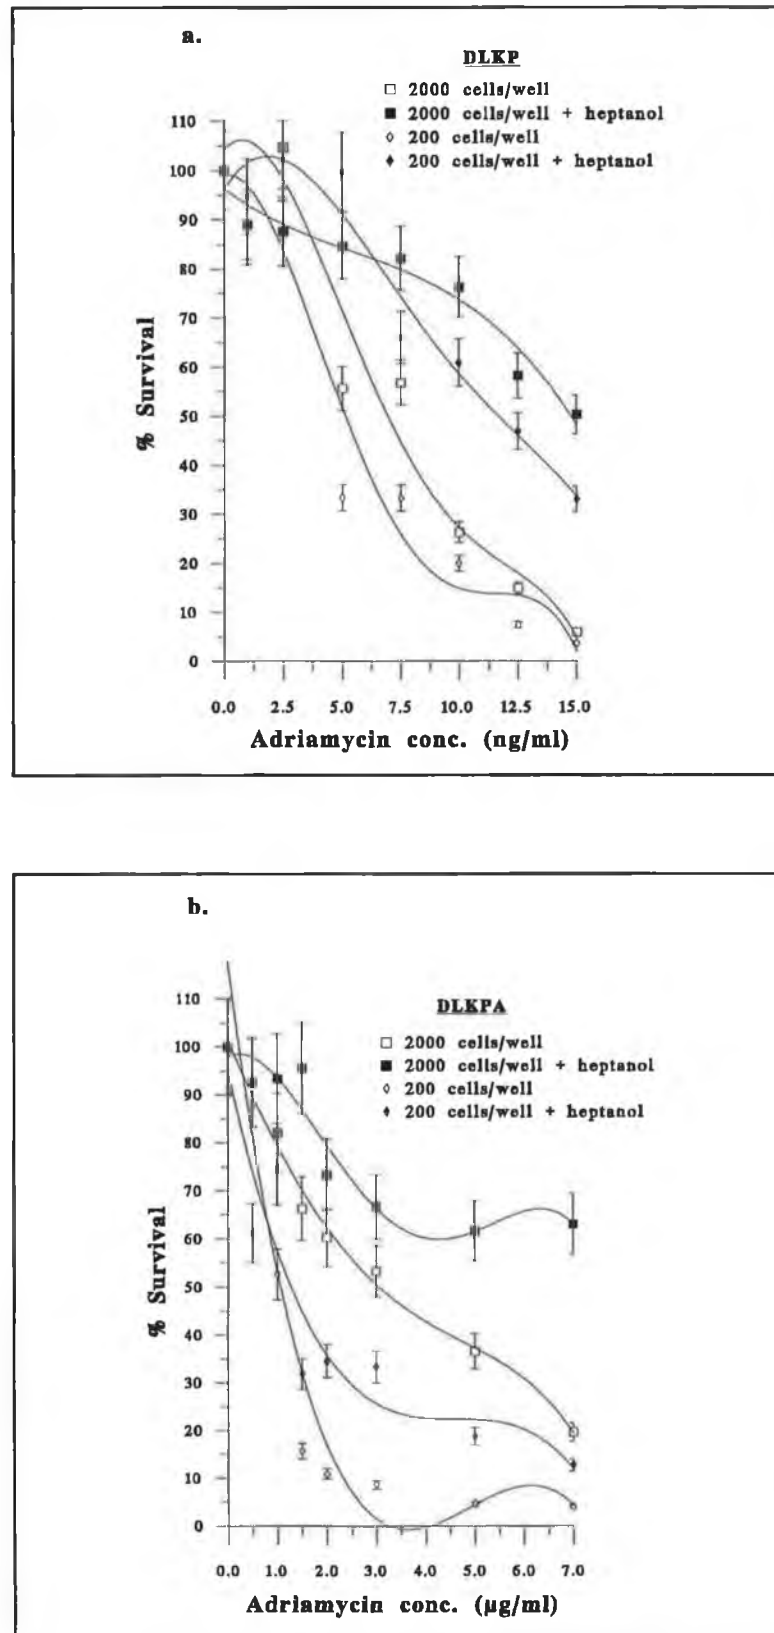 a.
DLKP
2000 cells/well
2000 cells/well + heptanol
200 cells/well
200 cells/well + heptanol
110
100
90
80
70
60
50
40
30
20
10
0
% Survival
0.0 2.5 5.0 7.5 10.0 12.5 15.0
Adriamycin conc. (ng/ml)
b.
DLKPA
2000 cells/well
2000 cells/well + heptanol
200 cells/well
200 cells/well + heptanol
110
100
90
80
70
60
50
40
30
20
10
0
% Survival
0.0 1.0 2.0 3.0 4.0 5.0 6.0 7.0
Adriamycin conc. (µg/ml)